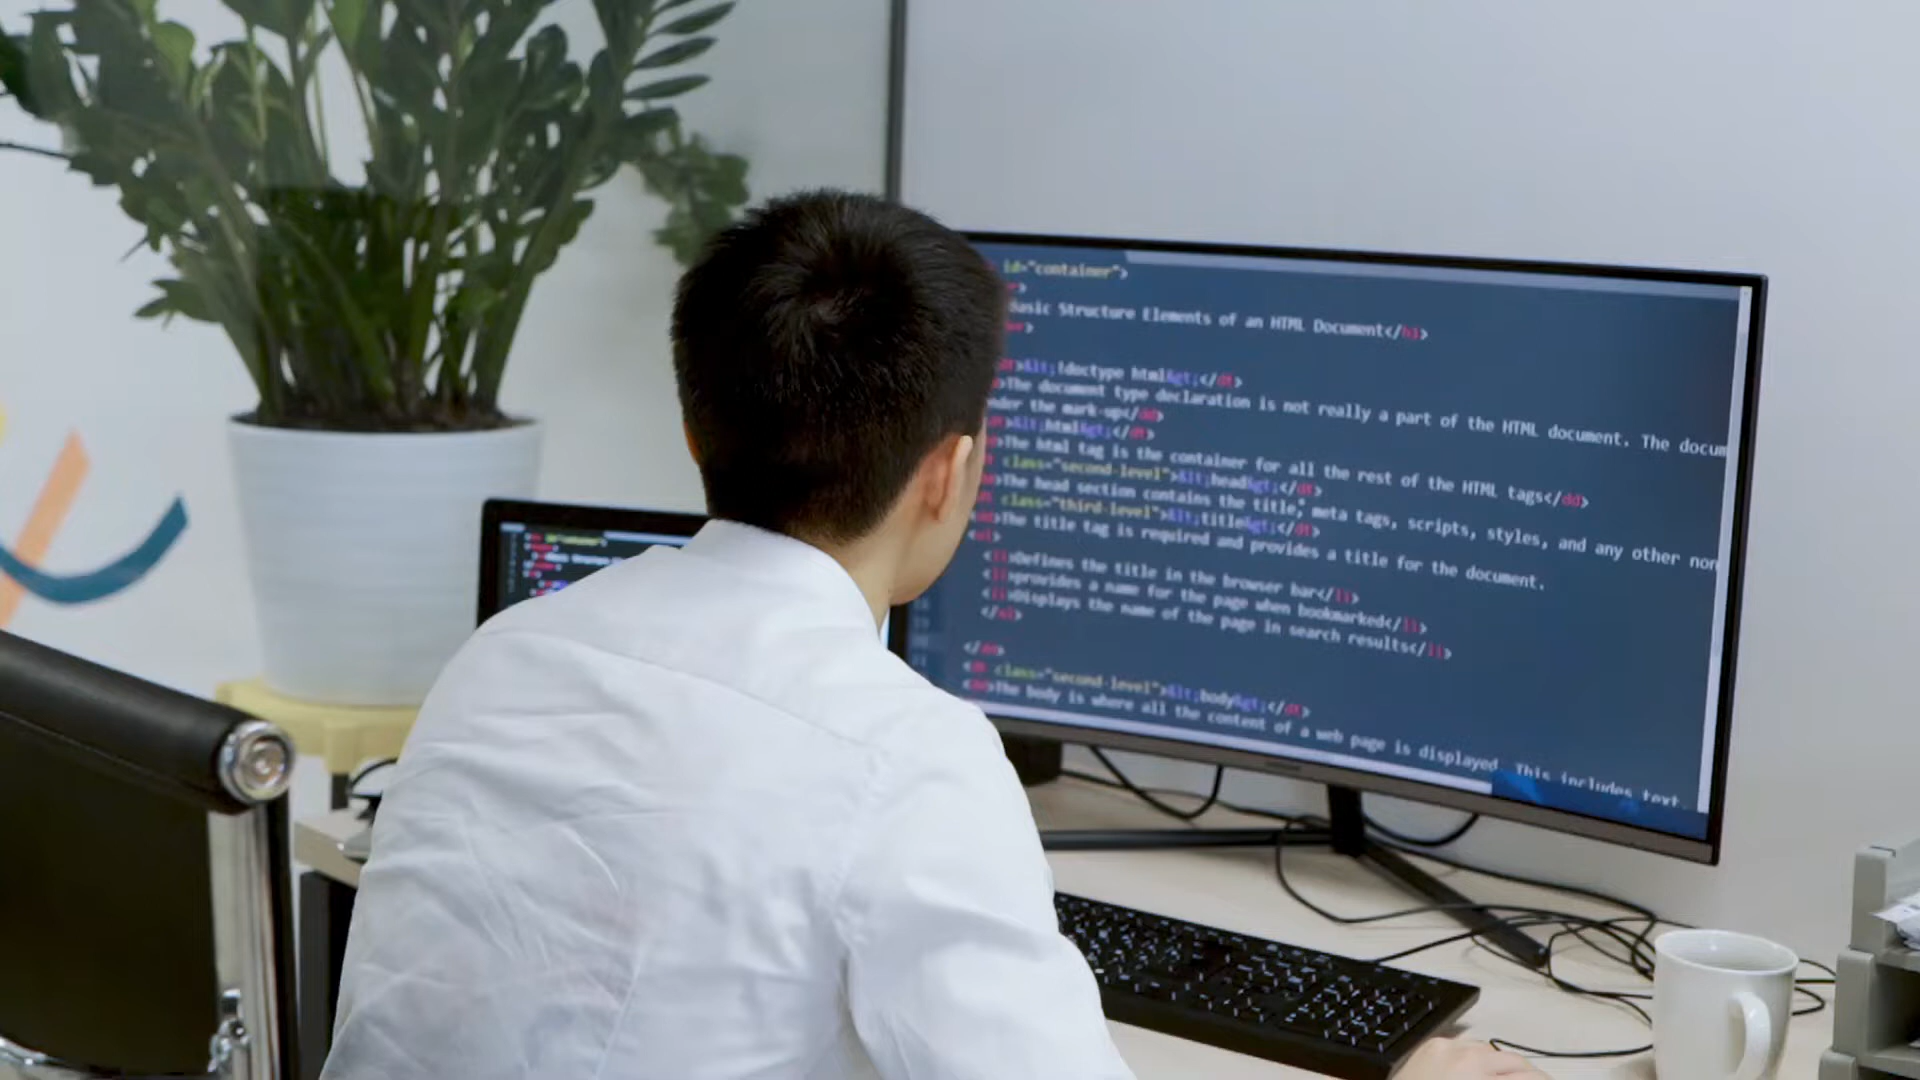 id="container">
>
Basic Structure Elements of an HTML Document</h1>
>
>&lt;!doctype html&gt;</dt>
>The document type declaration is not really a part of the HTML document. The docum
under the mark-up</dd>
>&lt;html&gt;</dt>
>The html tag is the container for all the rest of the HTML tags</dd>
class="second-level">&lt;head&gt;</dt>
>The head section contains the title, meta tags, scripts, styles, and any other non
class="third-level">&lt;title&gt;</dt>
>The title tag is required and provides a title for the document.
<ul>
<li>Defines the title in the browser bar</li>
<li>provides a name for the page when bookmarked</li>
<li>Displays the name of the page in search results</li>
</ul>
</dd>
<dt class="second-level">&lt;body&gt;</dt>
<dd>The body is where all the content of a web page is displayed. This includes text,